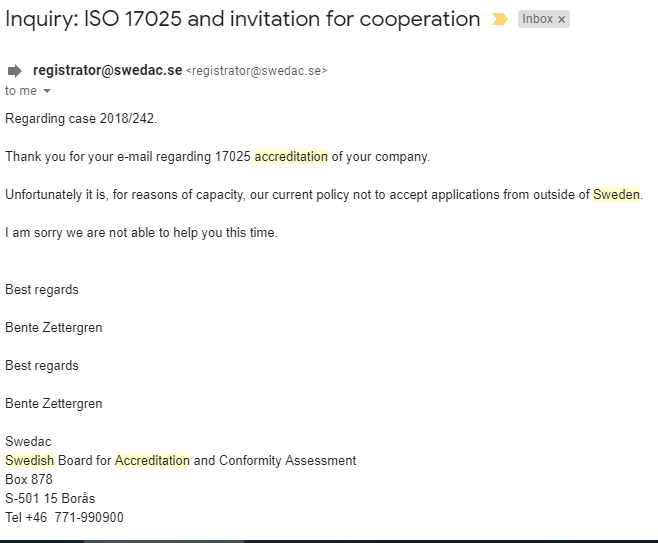 Inquiry: ISO 17025 and invitation for cooperation Inbox x
registrator@swedac.se <registrator@swedac.se>
to me
Regarding case 2018/242.
Thank you for your e-mail regarding 17025 accreditation of your company.
Unfortunately it is, for reasons of capacity, our current policy not to accept applications from outside of Sweden.
I am sorry we are not able to help you this time.
Best regards
Bente Zettergren
Best regards
Bente Zettergren
Swedac
Swedish Board for Accreditation and Conformity Assessment
Box 878
S-501 15 Borås
Tel +46  771-990900